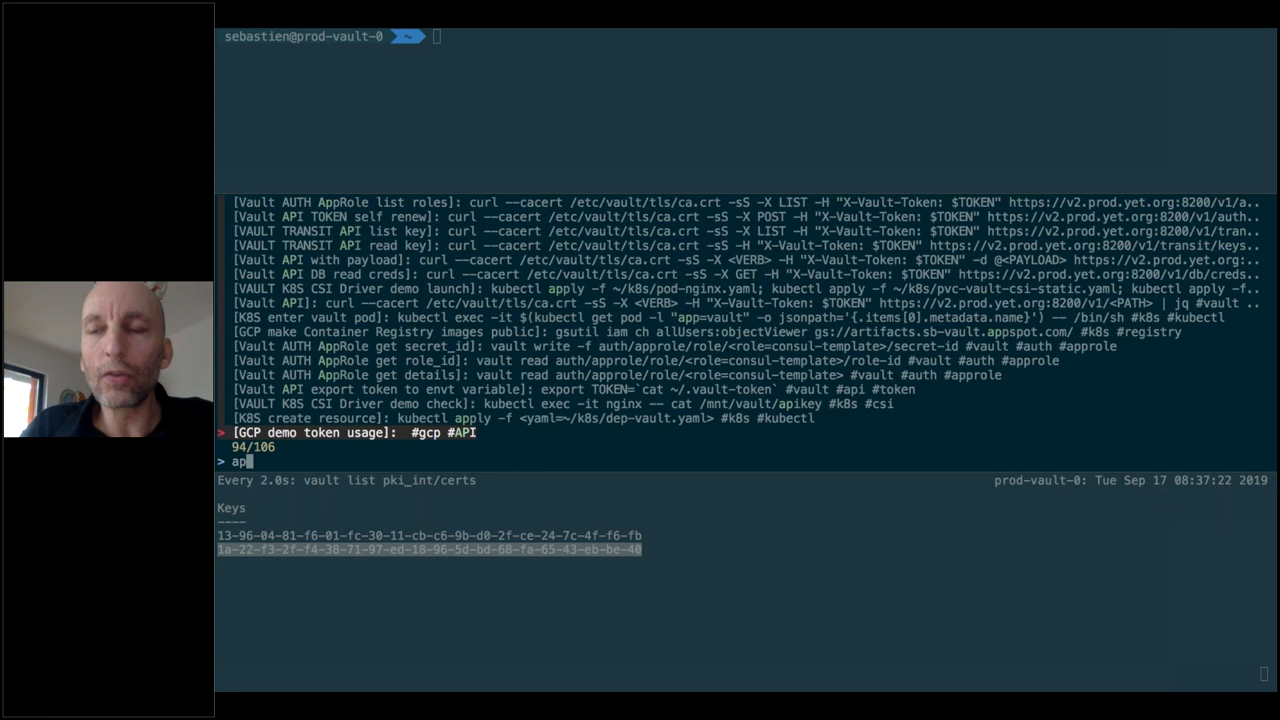 sebastien@prod-vault-0 ~
[Vault AUTH AppRole list roles]: curl --cacert /etc/vault/tls/ca.crt -sS -X LIST -H "X-Vault-Token: $TOKEN" https://v2.prod.yet.org:8200/v1/a..
[Vault API TOKEN self renew]: curl --cacert /etc/vault/tls/ca.crt -sS -X POST -H "X-Vault-Token: $TOKEN" https://v2.prod.yet.org:8200/v1/auth..
[VAULT TRANSIT API list key]: curl --cacert /etc/vault/tls/ca.crt -sS -X LIST -H "X-Vault-Token: $TOKEN" https://v2.prod.yet.org:8200/v1/tran..
[VAULT TRANSIT API read key]: curl --cacert /etc/vault/tls/ca.crt -sS -H "X-Vault-Token: $TOKEN" https://v2.prod.yet.org:8200/v1/transit/keys..
[Vault API with payload]: curl --cacert /etc/vault/tls/ca.crt -sS -X <VERB> -H "X-Vault-Token: $TOKEN" -d @<PAYLOAD> https://v2.prod.yet.org:..
[Vault API DB read creds]: curl --cacert /etc/vault/tls/ca.crt -sS -X GET -H "X-Vault-Token: $TOKEN" https://v2.prod.yet.org:8200/v1/db/creds..
[VAULT K8S CSI Driver demo launch]: kubectl apply -f ~/k8s/pod-nginx.yaml; kubectl apply -f ~/k8s/pvc-vault-csi-static.yaml; kubectl apply -f..
[Vault API]: curl --cacert /etc/vault/tls/ca.crt -sS -X <VERB> -H "X-Vault-Token: $TOKEN" https://v2.prod.yet.org:8200/v1/<PATH> | jq #vault ..
[K8S enter vault pod]: kubectl exec -it $(kubectl get pod -l "app=vault" -o jsonpath='{.items[0].metadata.name}') -- /bin/sh #k8s #kubectl
[GCP make Container Registry images public]: gsutil iam ch allUsers:objectViewer gs://artifacts.sb-vault.appspot.com/ #k8s #registry
[Vault AUTH AppRole get secret_id]: vault write -f auth/approle/role/<role=consul-template>/secret-id #vault #auth #approle
[Vault AUTH AppRole get role_id]: vault read auth/approle/role/<role=consul-template>/role-id #vault #auth #approle
[Vault AUTH AppRole get details]: vault read auth/approle/role/<role=consul-template> #vault #auth #approle
[Vault API export token to envt variable]: export TOKEN=`cat ~/.vault-token` #vault #api #token
[VAULT K8S CSI Driver demo check]: kubectl exec -it nginx -- cat /mnt/vault/apikey #k8s #csi
[K8S create resource]: kubectl apply -f <yaml=~/k8s/dep-vault.yaml> #k8s #kubectl
> [GCP demo token usage]:  #gcp #API
94/106
> ap
Every 2.0s: vault list pki_int/certs prod-vault-0: Tue Sep 17 08:37:22 2019
Keys
----
13-96-04-81-f6-01-fc-30-11-cb-c6-9b-d0-2f-ce-24-7c-4f-f6-fb
1a-22-f3-2f-f4-38-71-97-ed-18-96-5d-bd-68-fa-65-43-eb-be-40